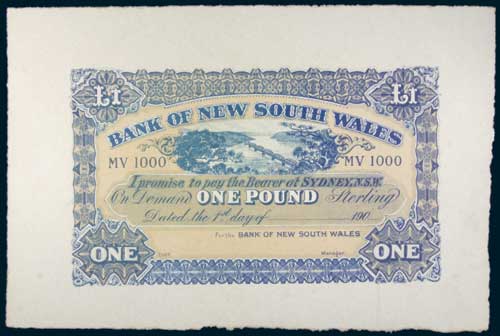 £1 £1
BANK OF NEW SOUTH WALES
MV 1000 MV 1000
I promise to pay the Bearer at SYDNEY, N.S.W.
On Demand ONE POUND Sterling
Dated, the 1st day of 190
For the BANK OF NEW SOUTH WALES
ONE ONE
Manager.